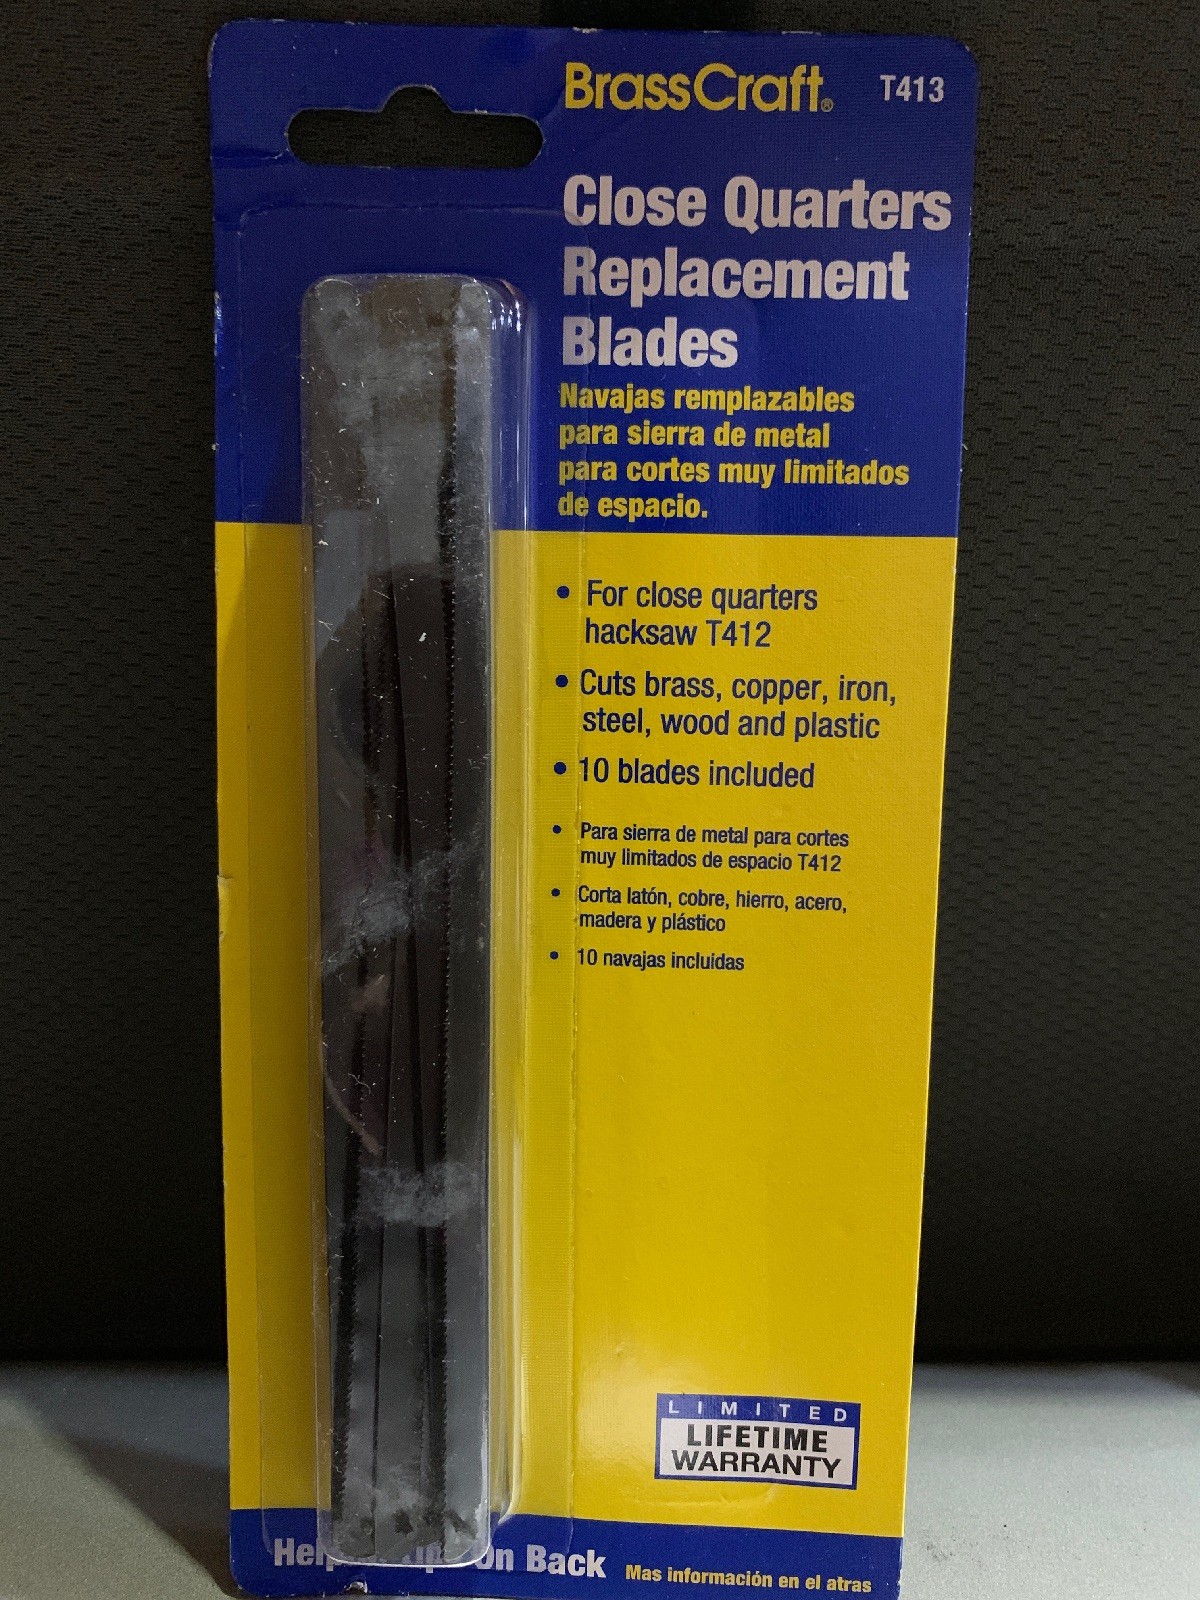 BrassCraft® T413
Close Quarters
Replacement
Blades
Navajas remplazables
para sierra de metal
para cortes muy limitados
de espacio.
• For close quarters
hacksaw T412
• Cuts brass, copper, iron,
steel, wood and plastic
• 10 blades included
• Para sierra de metal para cortes
muy limitados de espacio T412
• Corta latón, cobre, hierro, acero,
madera y plástico
• 10 navajas incluidas
LIMITED
LIFETIME
WARRANTY
On Back Mas información en el atras